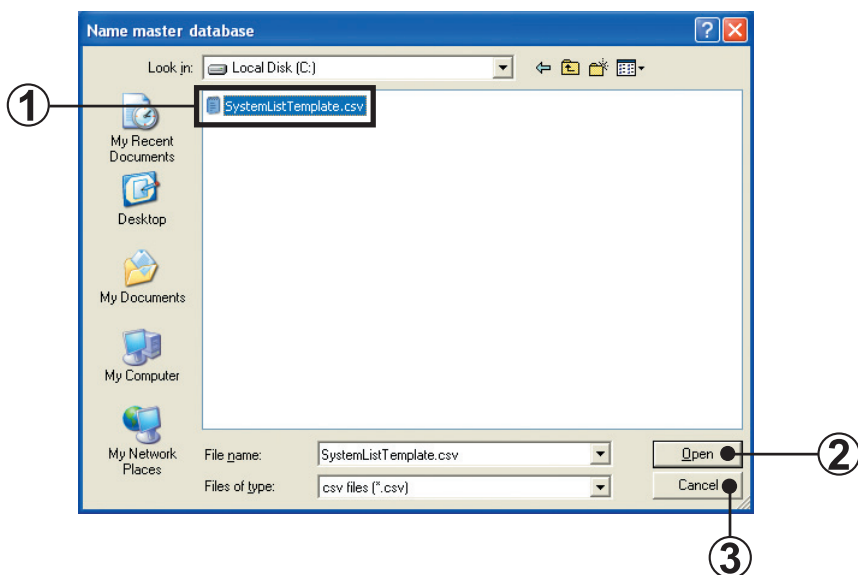 Name master database
?
X
Look in: Local Disk (C:)
1
SystemListTemplate.csv
My Recent
Documents
Desktop
My Documents
My Computer
My Network
Places
File name: SystemListTemplate.csv Open
2
Files of type: csv files (*.csv) Cancel
3